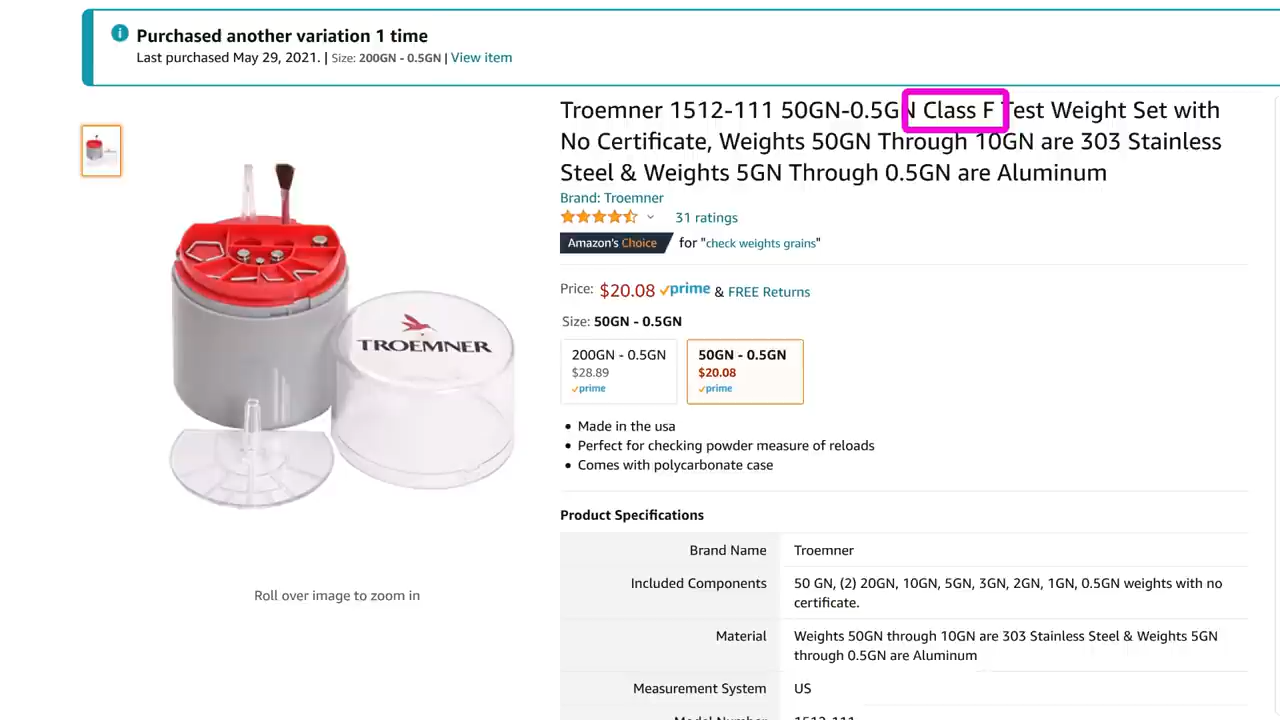 Purchased another variation 1 time
Last purchased May 29, 2021. | Size: 200GN - 0.5GN | View item
Troemner 1512-111 50GN-0.5GN Class F Test Weight Set with
No Certificate, Weights 50GN Through 10GN are 303 Stainless
Steel & Weights 5GN Through 0.5GN are Aluminum
Brand: Troemner
31 ratings
Amazon's Choice for "check weights grains"
Price: $20.08 prime & FREE Returns
Size: 50GN - 0.5GN
200GN - 0.5GN
$28.89
prime
50GN - 0.5GN
$20.08
prime
Made in the usa
Perfect for checking powder measure of reloads
Comes with polycarbonate case
TROEMNER
Roll over image to zoom in
Product Specifications
Brand Name Troemner
Included Components 50 GN, (2) 20GN, 10GN, 5GN, 3GN, 2GN, 1GN, 0.5GN weights with no
certificate.
Material Weights 50GN through 10GN are 303 Stainless Steel & Weights 5GN
through 0.5GN are Aluminum
Measurement System US
Model Number 1512-111